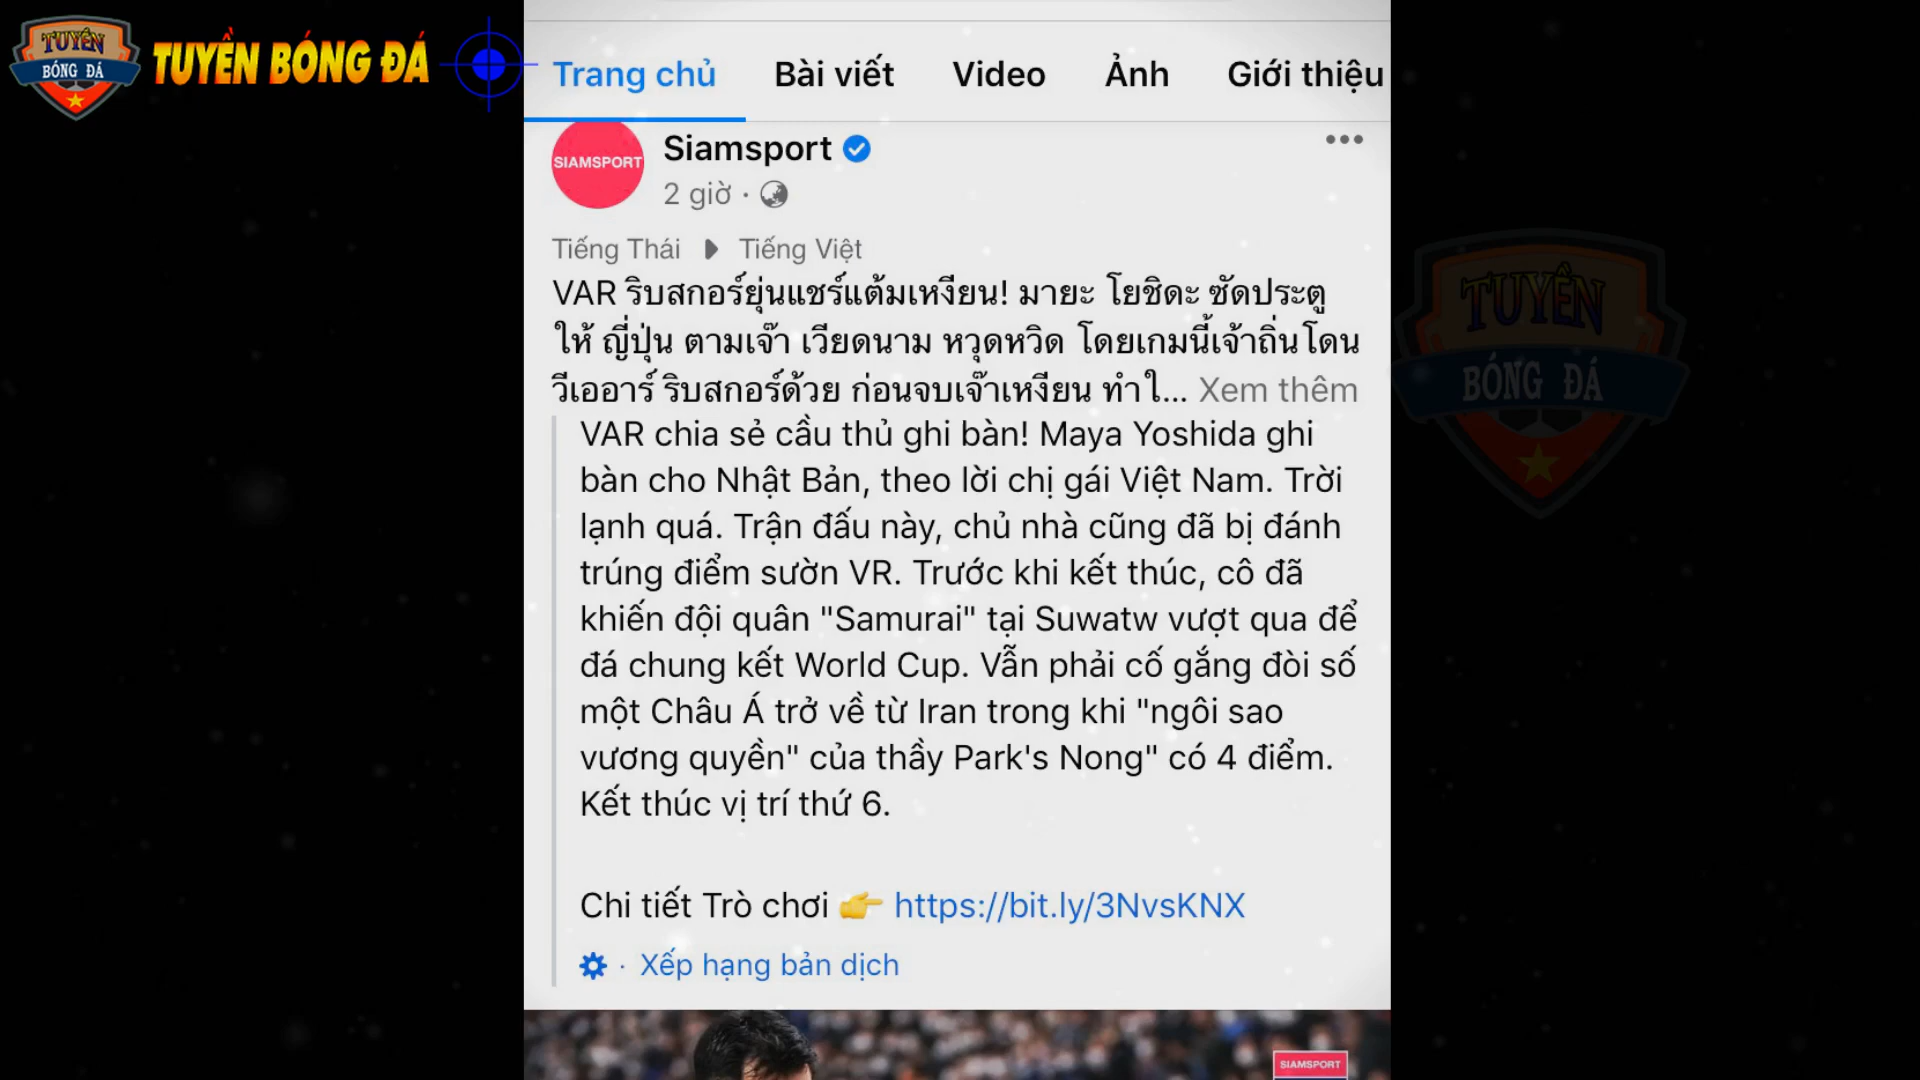 TUYỀN
BÓNG ĐÁ
TUYỀN BÓNG ĐÁ
Trang chủ Bài viết Video Ảnh Giới thiệu
SIAMSPORT
Siamsport
2 giờ ·
Tiếng Thái Tiếng Việt
VAR ริบสกอร์ยุ่นแชร์แต้มเหงียน! มายะ โยชิดะ ซัดประตู
ให้ ญี่ปุ่น ตามเจ๊า เวียดนาม หวุดหวิด โดยเกมนี้เจ้าถิ่นโดน
วีเออาร์ ริบสกอร์ด้วย ก่อนจบเจ๊าเหงียน ทำใ... Xem thêm
VAR chia sẻ cầu thủ ghi bàn! Maya Yoshida ghi
bàn cho Nhật Bản, theo lời chị gái Việt Nam. Trời
lạnh quá. Trận đấu này, chủ nhà cũng đã bị đánh
trúng điểm sườn VR. Trước khi kết thúc, cô đã
khiến đội quân "Samurai" tại Suwatw vượt qua để
đá chung kết World Cup. Vẫn phải cố gắng đòi số
một Châu Á trở về từ Iran trong khi "ngôi sao
vương quyền" của thầy Park's Nong" có 4 điểm.
Kết thúc vị trí thứ 6.
Chi tiết Trò chơi 👉 https://bit.ly/3NvsKNX
· Xếp hạng bản dịch
TUYỀN
BÓNG ĐÁ
SIAMSPORT